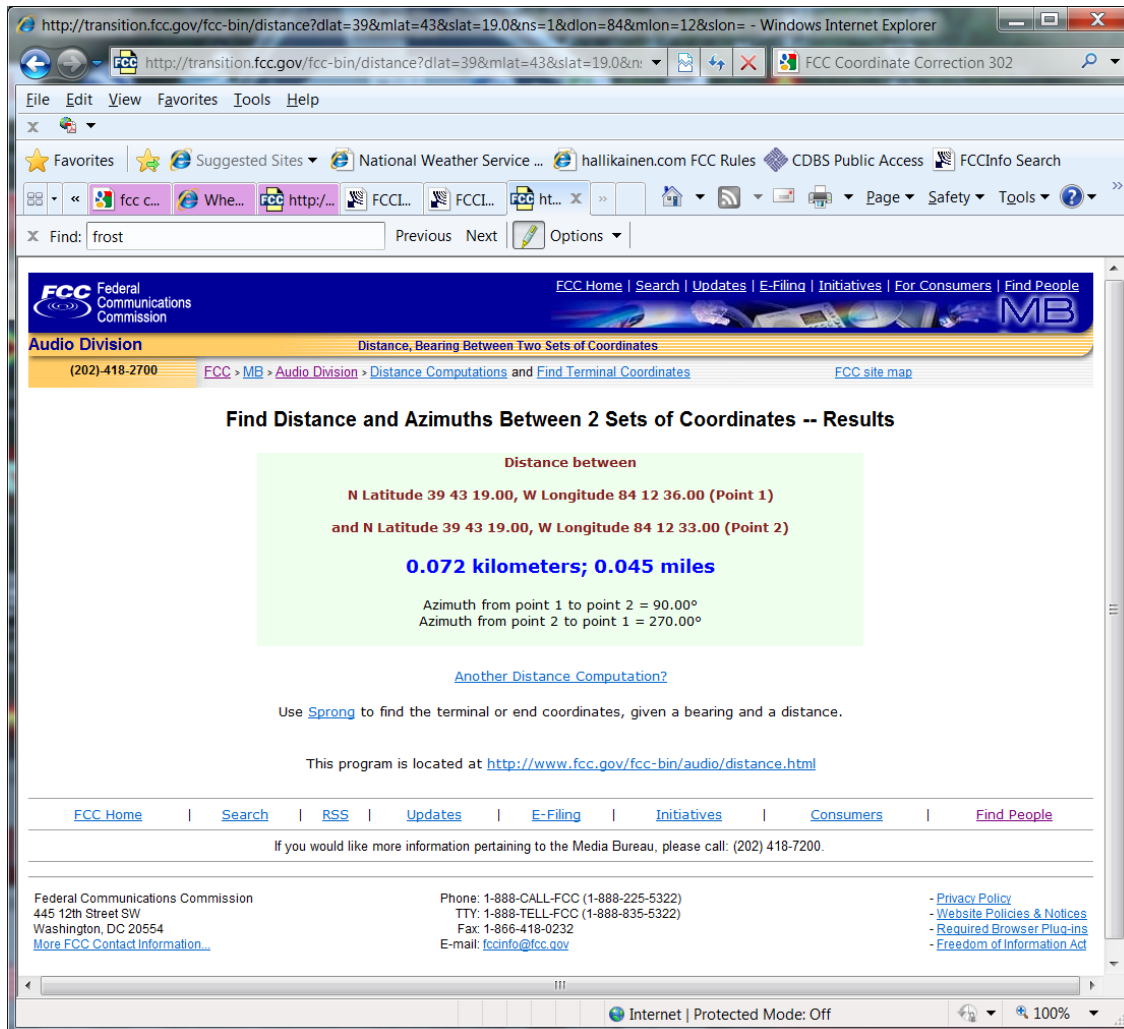 http://transition.fcc.gov/fcc-bin/distance?dlat=39&mlat=43&slat=19.0&ns=1&dlon=84&mlon=12&slon= - Windows Internet Explorer
FCC http://transition.fcc.gov/fcc-bin/distance?dlat=39&mlat=43&slat=19.0&n: FCC Coordinate Correction 302
File Edit View Favorites Tools Help
x
Favorites Suggested Sites National Weather Service ... hallikainen.com FCC Rules CDBS Public Access FCCInfo Search
« fcc c... Whe... FCC http:/... FCCI... FCCI... FCC ht... x » Page Safety Tools »
x Find: frost Previous Next Options
FCC Federal Communications Commission
FCC Home | Search | Updates | E-Filing | Initiatives | For Consumers | Find People
MB
Audio Division Distance, Bearing Between Two Sets of Coordinates
(202)-418-2700 FCC > MB > Audio Division > Distance Computations and Find Terminal Coordinates FCC site map
Find Distance and Azimuths Between 2 Sets of Coordinates -- Results
Distance between
N Latitude 39 43 19.00, W Longitude 84 12 36.00 (Point 1)
and N Latitude 39 43 19.00, W Longitude 84 12 33.00 (Point 2)
0.072 kilometers; 0.045 miles
Azimuth from point 1 to point 2 = 90.00º
Azimuth from point 2 to point 1 = 270.00º
Another Distance Computation?
Use Sprong to find the terminal or end coordinates, given a bearing and a distance.
This program is located at http://www.fcc.gov/fcc-bin/audio/distance.html
FCC Home | Search | RSS | Updates | E-Filing | Initiatives | Consumers | Find People
If you would like more information pertaining to the Media Bureau, please call: (202) 418-7200.
Federal Communications Commission
445 12th Street SW
Washington, DC 20554
More FCC Contact Information...
Phone: 1-888-CALL-FCC (1-888-225-5322)
TTY: 1-888-TELL-FCC (1-888-835-5322)
Fax: 1-866-418-0232
E-mail: fccinfo@fcc.gov
- Privacy Policy
- Website Policies & Notices
- Required Browser Plug-ins
- Freedom of Information Act
Internet | Protected Mode: Off 100%